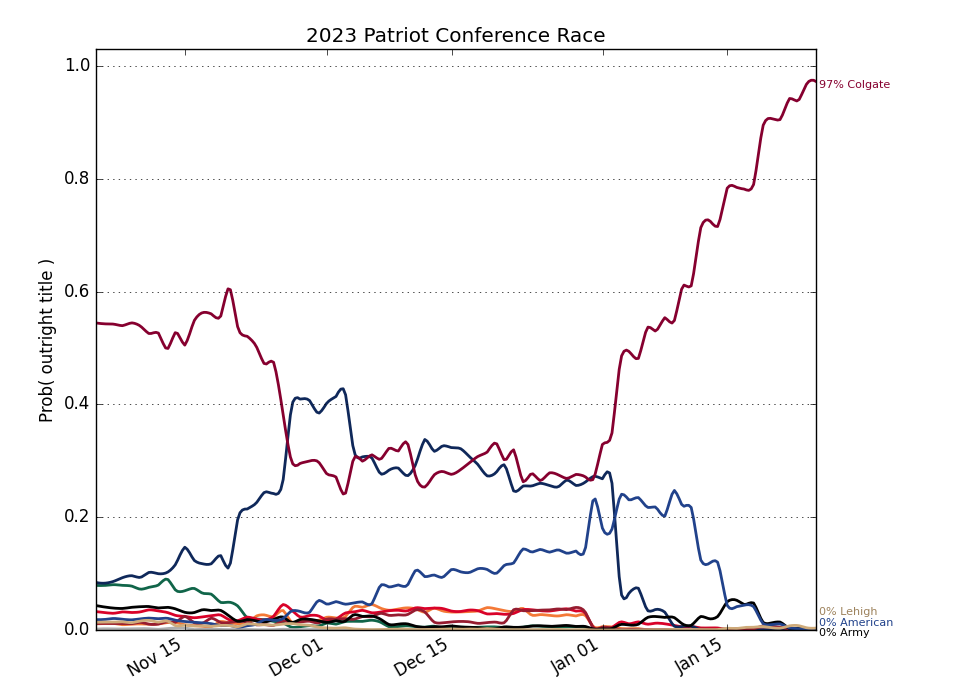 2023 Patriot Conference Race
1.0
0.8
0.6
0.4
0.2
0.0
Prob( outright title )
Nov 15
Dec 01
Dec 15
Jan 01
Jan 15
97% Colgate
0% Lehigh
0% American
0% Army